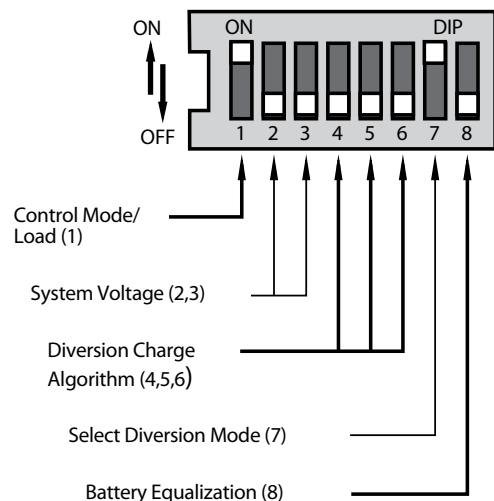 ON
OFF
ON DIP
1 2 3 4 5 6 7 8
Control Mode/
Load (1)
System Voltage (2,3)
Diversion Charge
Algorithm (4,5,6)
Select Diversion Mode (7)
Battery Equalization (8)